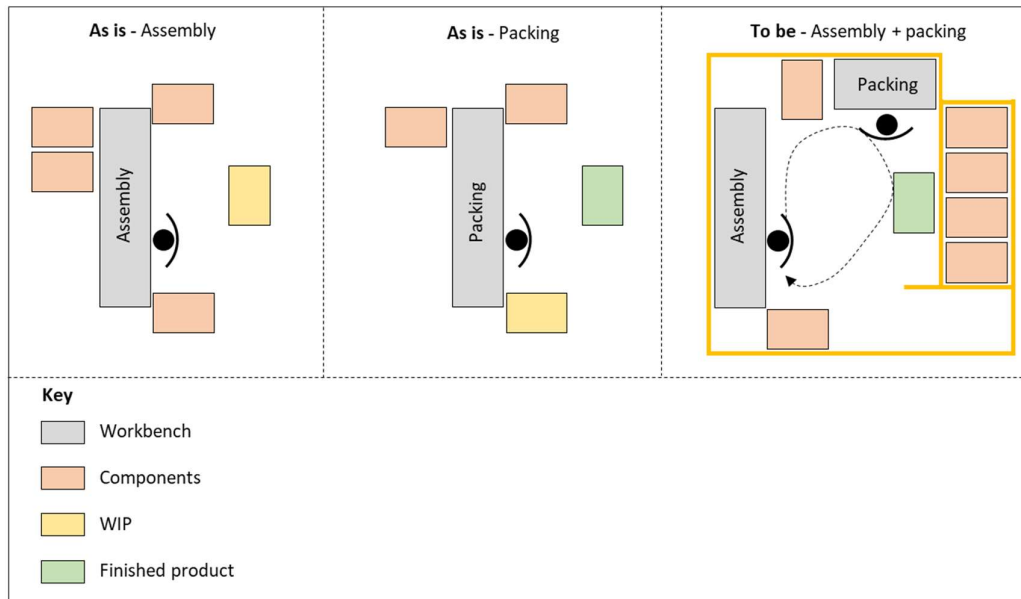 As is - Assembly
Assembly
As is - Packing
Packing
To be - Assembly + packing
Packing
Assembly
Key
Workbench
Components
WIP
Finished product